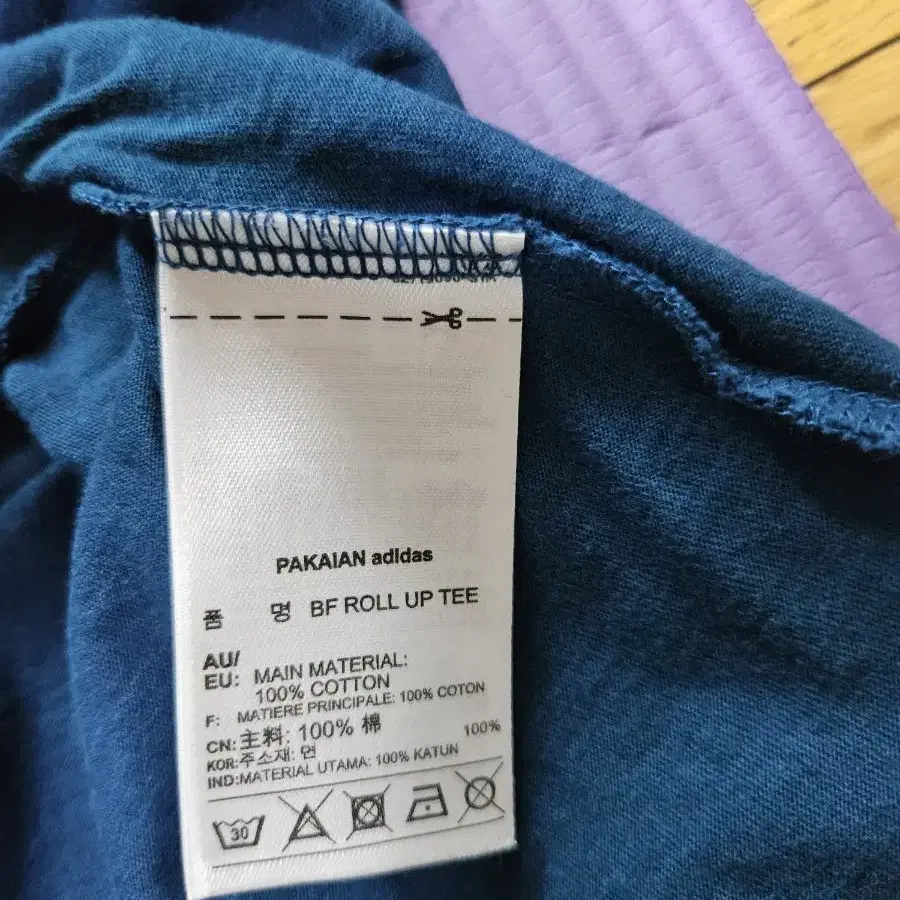 PAKAIAN adidas
품 명 BF ROLL UP TEE
AU/
EU: MAIN MATERIAL:
100% COTTON
F: MATIERE PRINCIPALE: 100% COTON
CN:主料: 100% 棉
KOR:주소재: 면 100%
IND:MATERIAL UTAMA: 100% KATUN
30